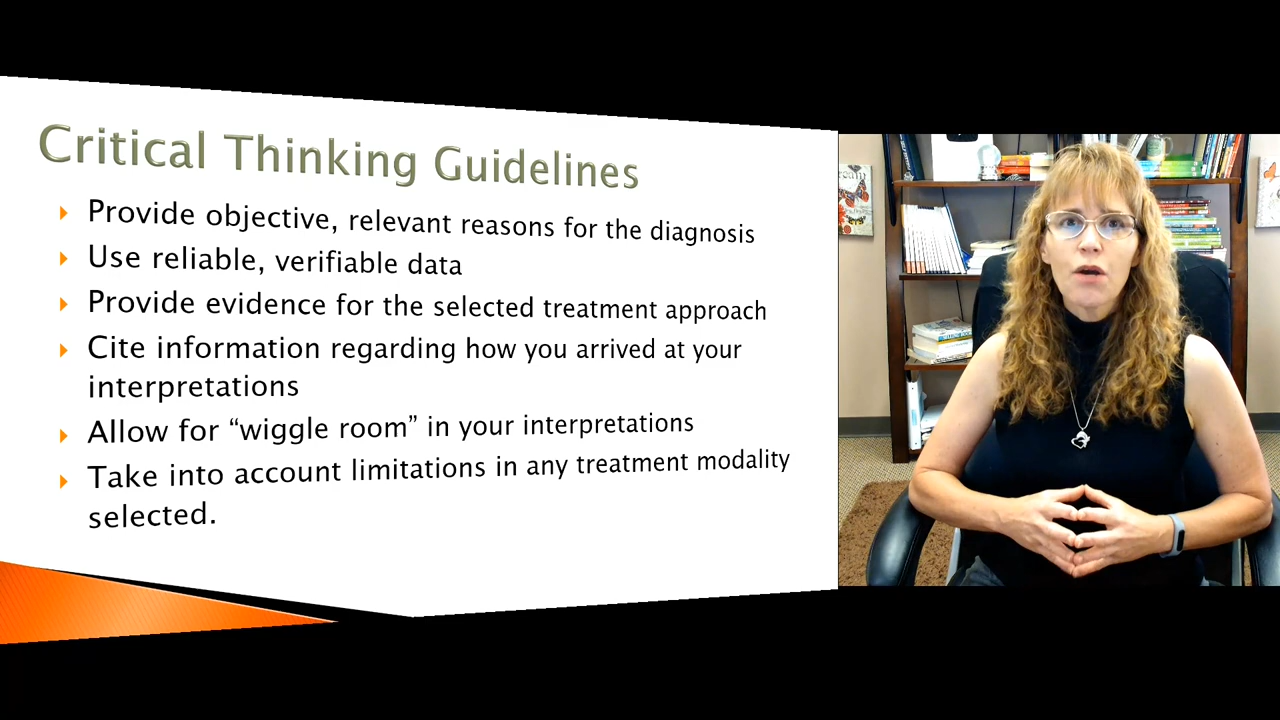 Critical Thinking Guidelines
Provide objective, relevant reasons for the diagnosis
Use reliable, verifiable data
Provide evidence for the selected treatment approach
Cite information regarding how you arrived at your
interpretations
Allow for “wiggle room” in your interpretations
Take into account limitations in any treatment modality
selected.